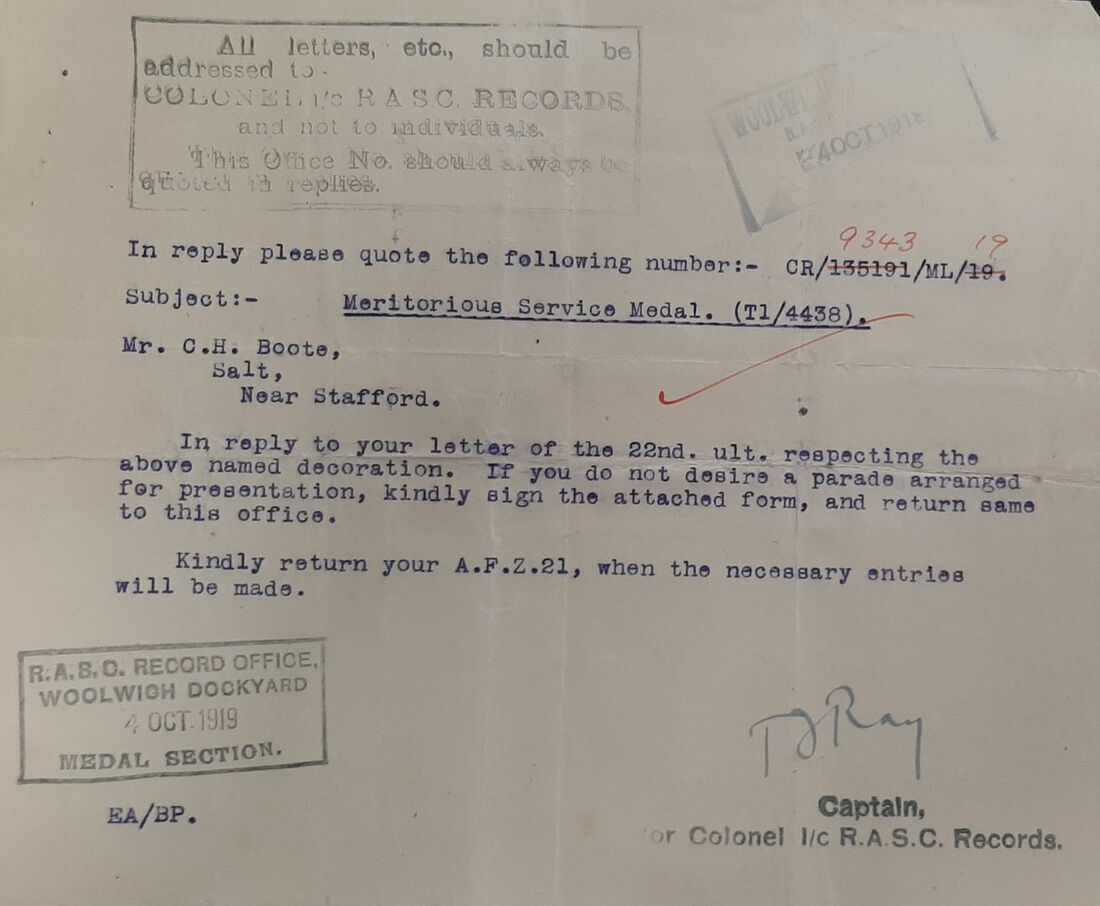 All letters, etc., should be
addressed to -
COLONEL i/c R A S.C. RECORDS.
and not to individuals.
This Office No. should always be
quoted in replies.
WOOLWICH
4 OCT 191
9343 19
In reply please quote the following number:- CR/135191/ML/19.
Subject:- Meritorious Service Medal. (T1/4438).
Mr. C.H. Boote,
Salt,
Near Stafford.
In reply to your letter of the 22nd. ult. respecting the
above named decoration. If you do not desire a parade arranged
for presentation, kindly sign the attached form, and return same
to this office.
Kindly return your A.F.Z.21, when the necessary entries
will be made.
R.A.S.C. RECORD OFFICE,
WOOLWICH DOCKYARD
4 OCT.1919
MEDAL SECTION.
EA/BP.
Ray
Captain,
for Colonel I/c R.A.S.C. Records.